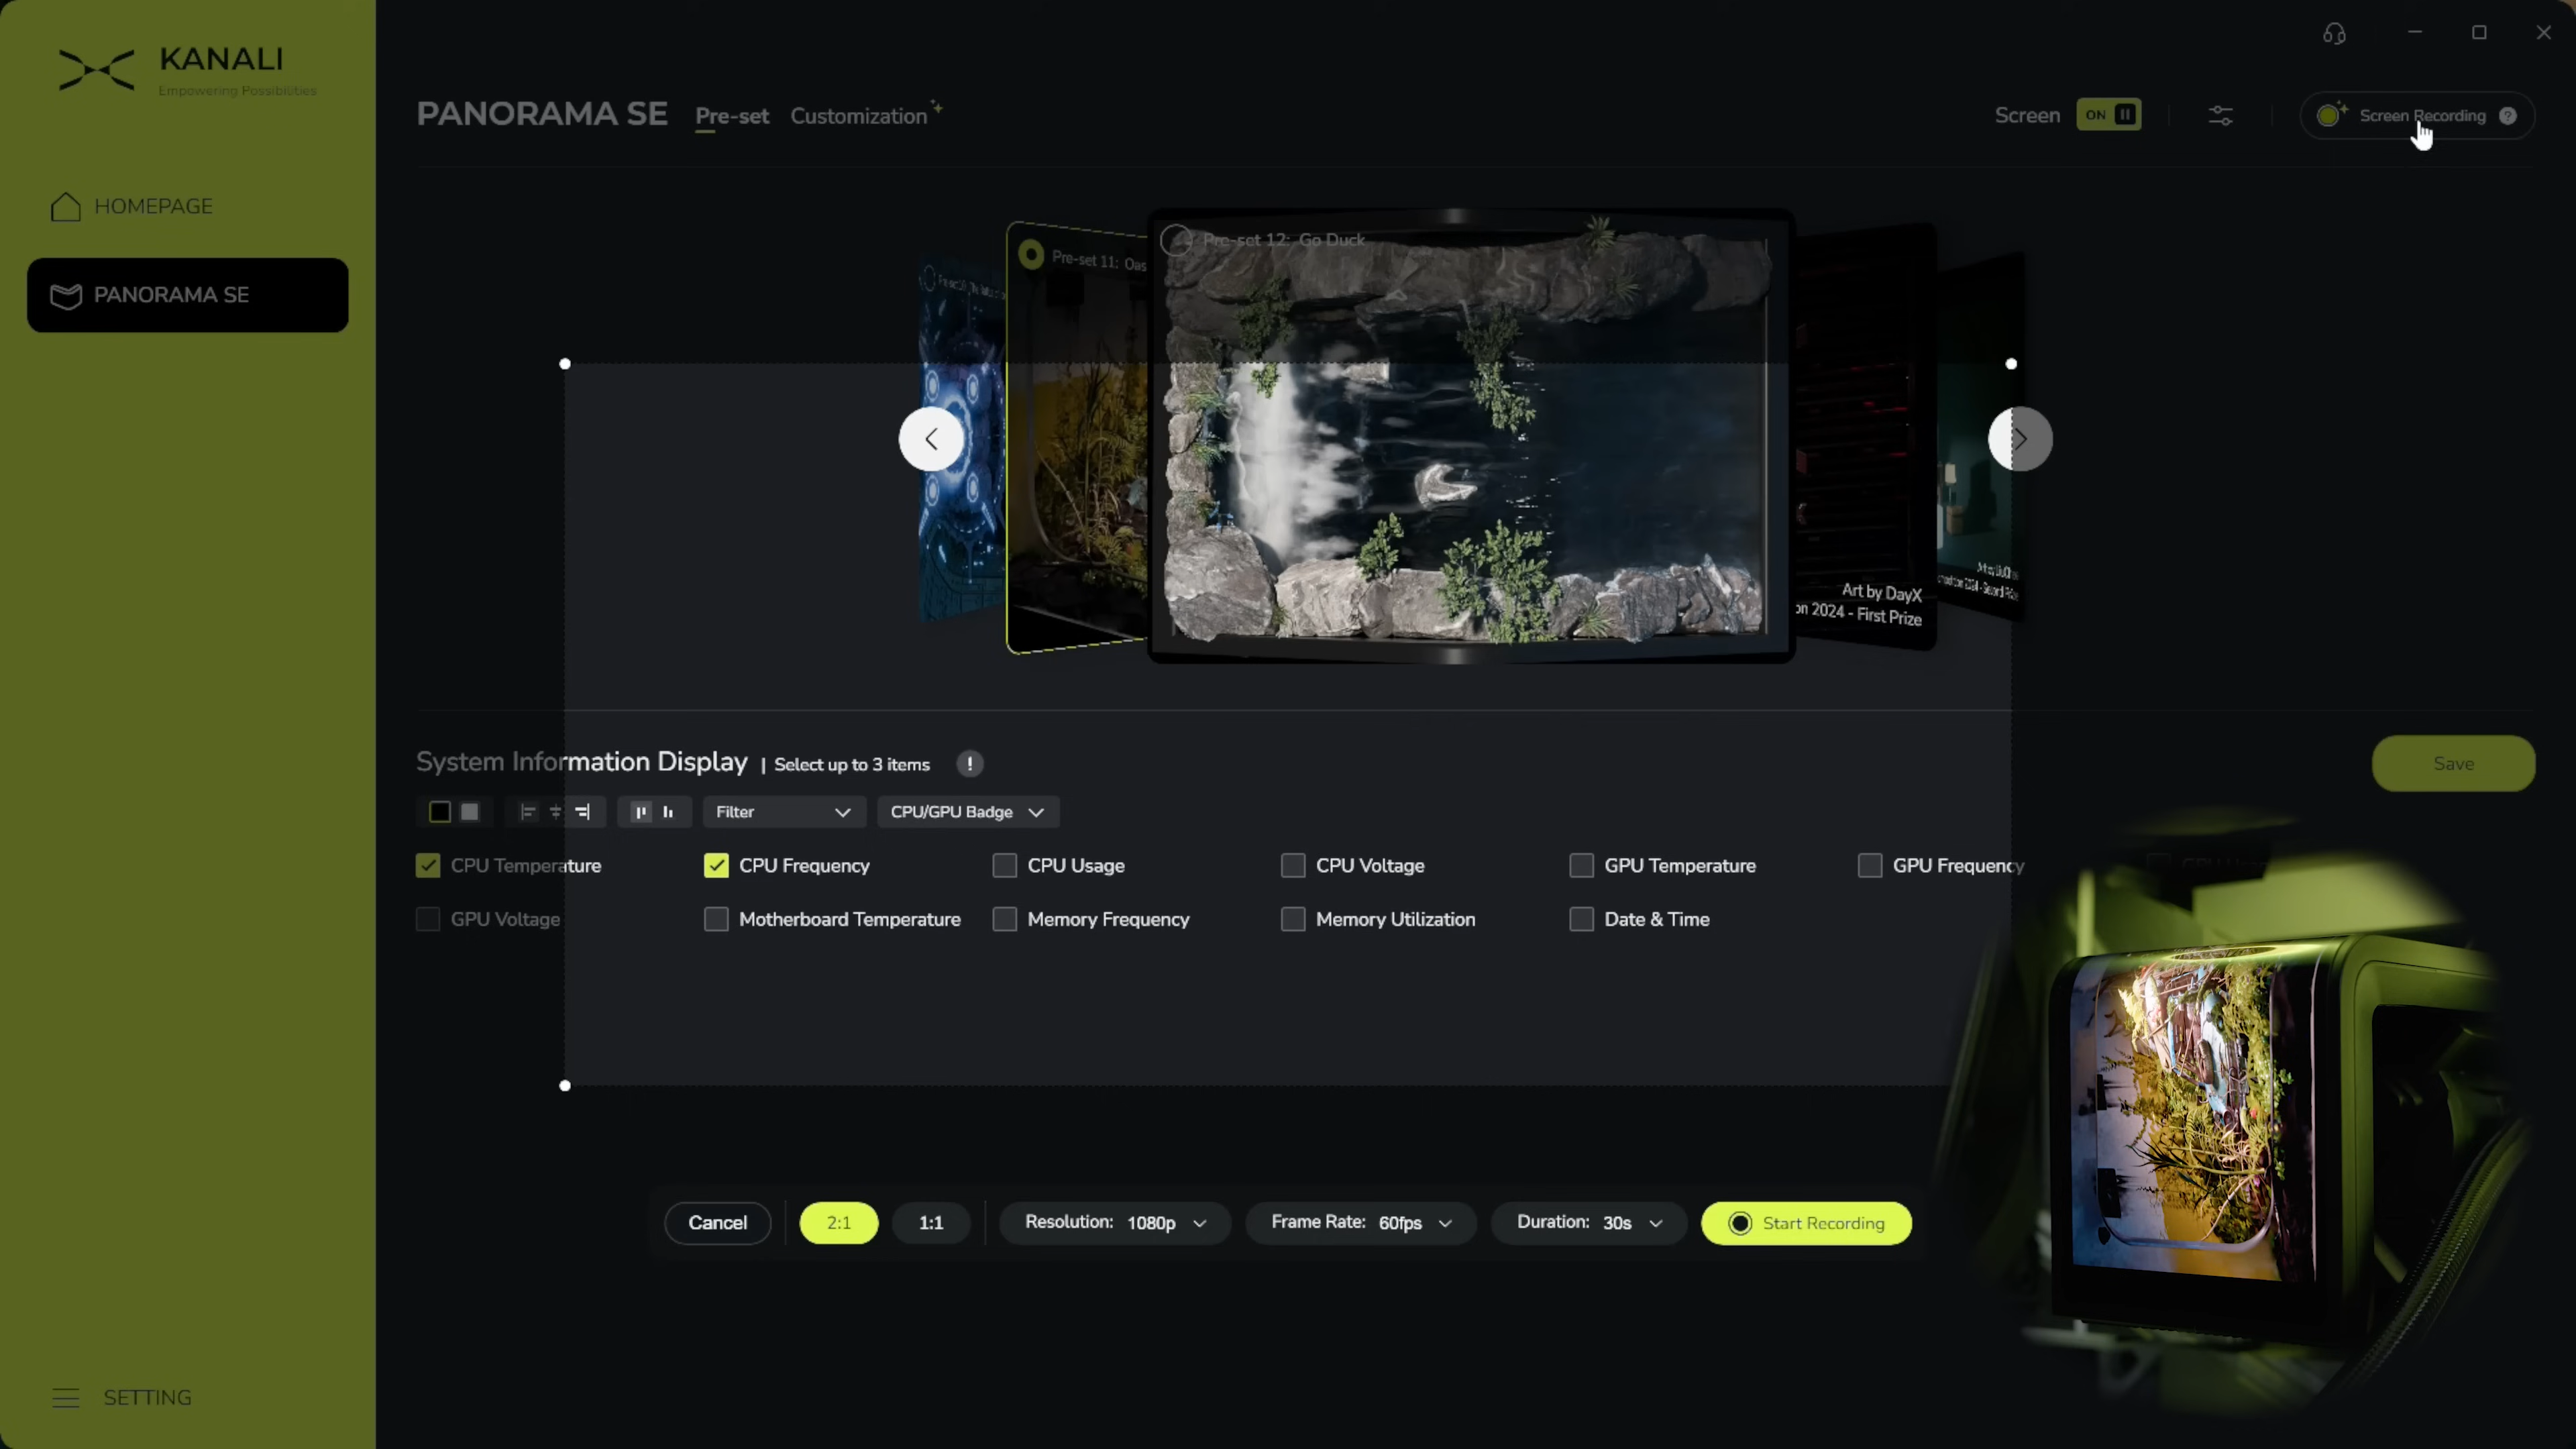 KANALI
Empowering Possibilities
HOMEPAGE
PANORAMA SE
SETTING
PANORAMA SE
Pre-set
Customization
Screen
ON
Screen Recording
Pre-set 11: Oas
Pre-set 12: Go Duck
Art by DayX
on 2024 - First Prize
System Information Display | Select up to 3 items
Save
Filter
CPU/GPU Badge
CPU Temperature
CPU Frequency
CPU Usage
CPU Voltage
GPU Temperature
GPU Frequency
GPU Voltage
Motherboard Temperature
Memory Frequency
Memory Utilization
Date & Time
Cancel
2:1
1:1
Resolution: 1080p
Frame Rate: 60fps
Duration: 30s
Start Recording